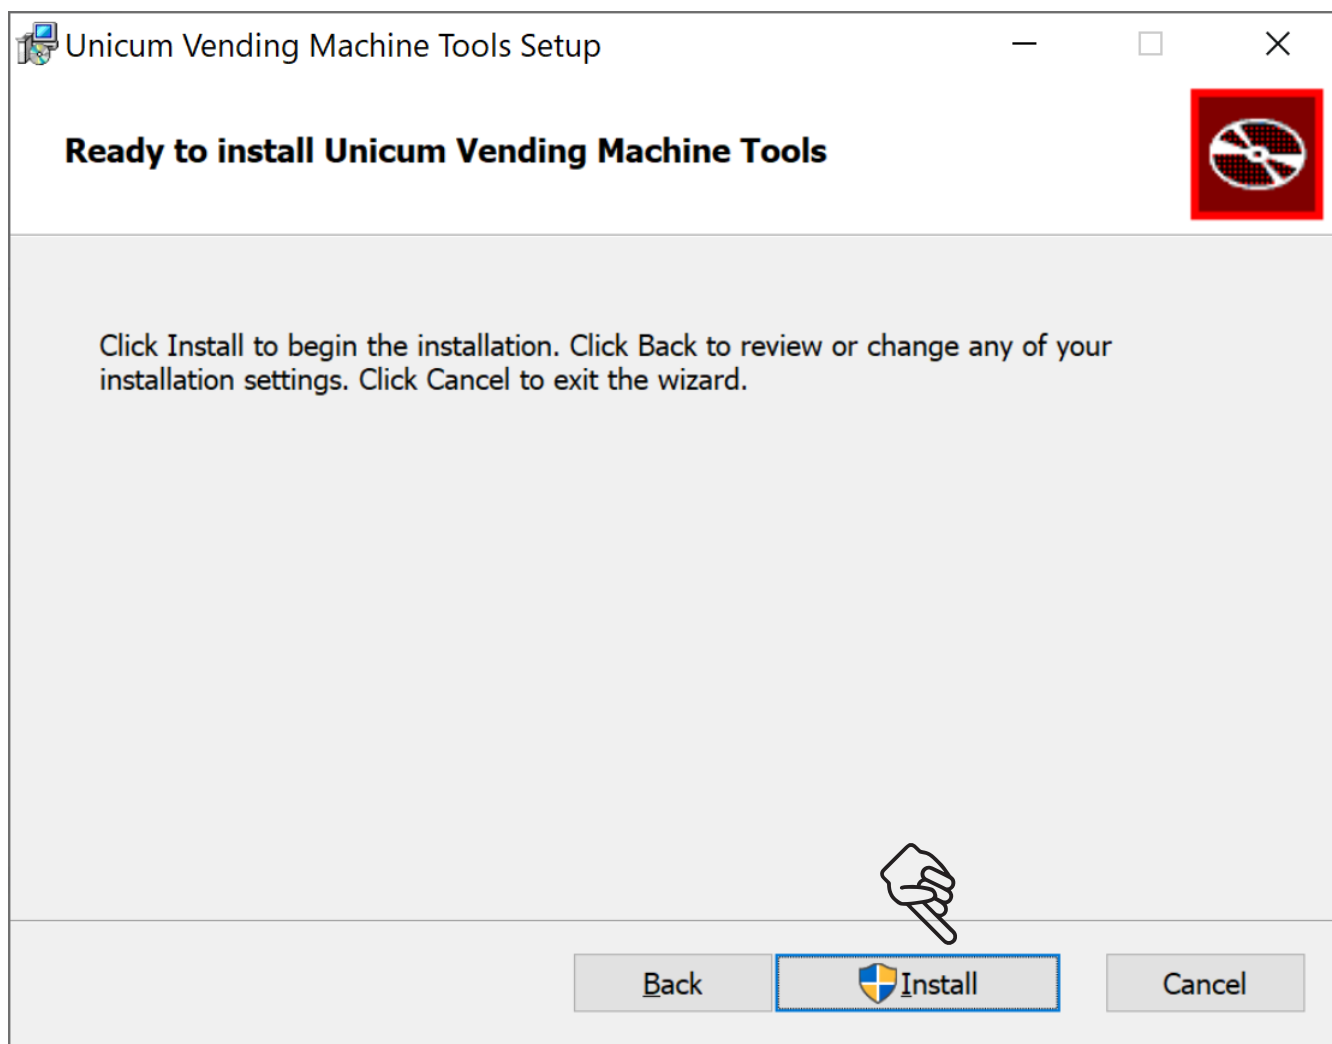 Unicum Vending Machine Tools Setup
Ready to install Unicum Vending Machine Tools
Click Install to begin the installation. Click Back to review or change any of your
installation settings. Click Cancel to exit the wizard.
Back Install Cancel